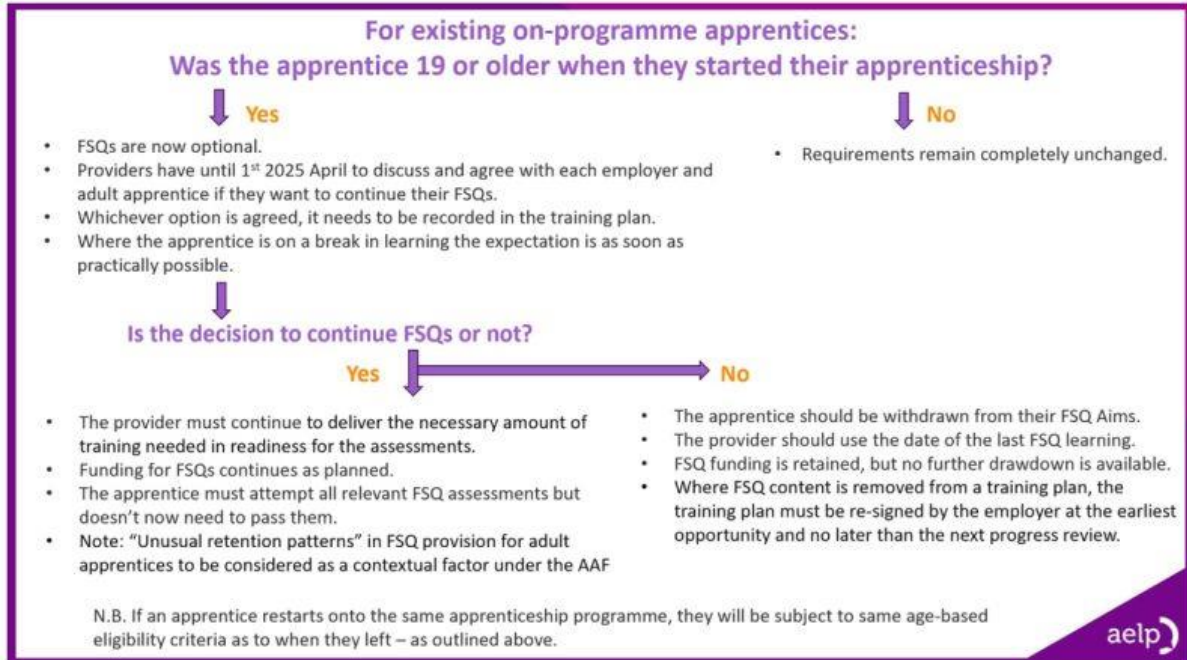 For existing on-programme apprentices:
Was the apprentice 19 or older when they started their apprenticeship?
Yes
• FSQs are now optional.
• Providers have until 1st 2025 April to discuss and agree with each employer and
adult apprentice if they want to continue their FSQs.
• Whichever option is agreed, it needs to be recorded in the training plan.
• Where the apprentice is on a break in learning the expectation is as soon as
practically possible.
No
• Requirements remain completely unchanged.
Is the decision to continue FSQs or not?
Yes
• The provider must continue to deliver the necessary amount of
training needed in readiness for the assessments.
• Funding for FSQs continues as planned.
• The apprentice must attempt all relevant FSQ assessments but
doesn't now need to pass them.
• Note: “Unusual retention patterns” in FSQ provision for adult
apprentices to be considered as a contextual factor under the AAF
No
• The apprentice should be withdrawn from their FSQ Aims.
• The provider should use the date of the last FSQ learning.
• FSQ funding is retained, but no further drawdown is available.
• Where FSQ content is removed from a training plan, the
training plan must be re-signed by the employer at the earliest
opportunity and no later than the next progress review.
N.B. If an apprentice restarts onto the same apprenticeship programme, they will be subject to same age-based
eligibility criteria as to when they left – as outlined above.
aelp